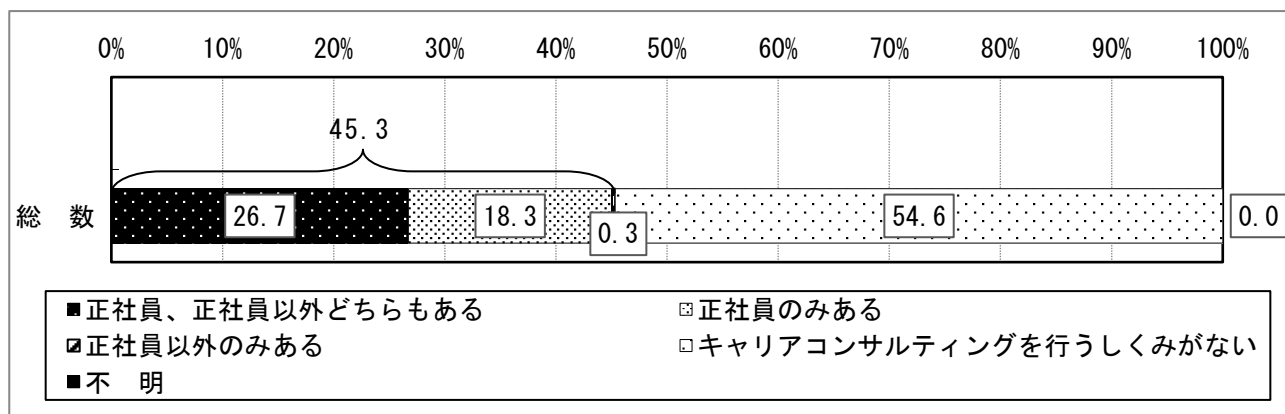 0% 10% 20% 30% 40% 50% 60% 70% 80% 90% 100%
45.3
総　数 26.7 18.3 0.3 54.6 0.0
■正社員、正社員以外どちらもある
正社員のみある
正社員以外のみある
キャリアコンサルティングを行うしくみがない
■不　明